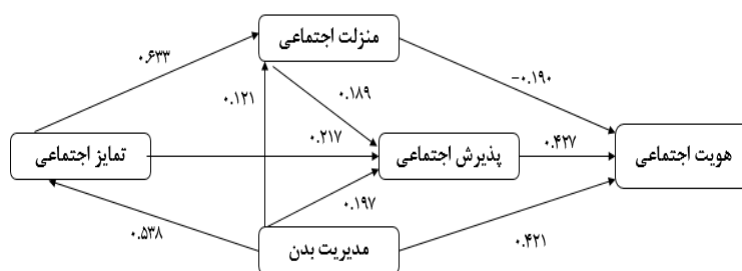 منزلت اجتماعی
۰.۶۳۳
-۰.۱۹۰
۰.۱۲۱
۰.۱۸۹
هویت اجتماعی
۰.۴۲۷
پذیرش اجتماعی
۰.۲۱۷
تمایز اجتماعی
۰.۱۹۷
۰.۵۳۸
۰.۴۲۱
مدیریت بدن